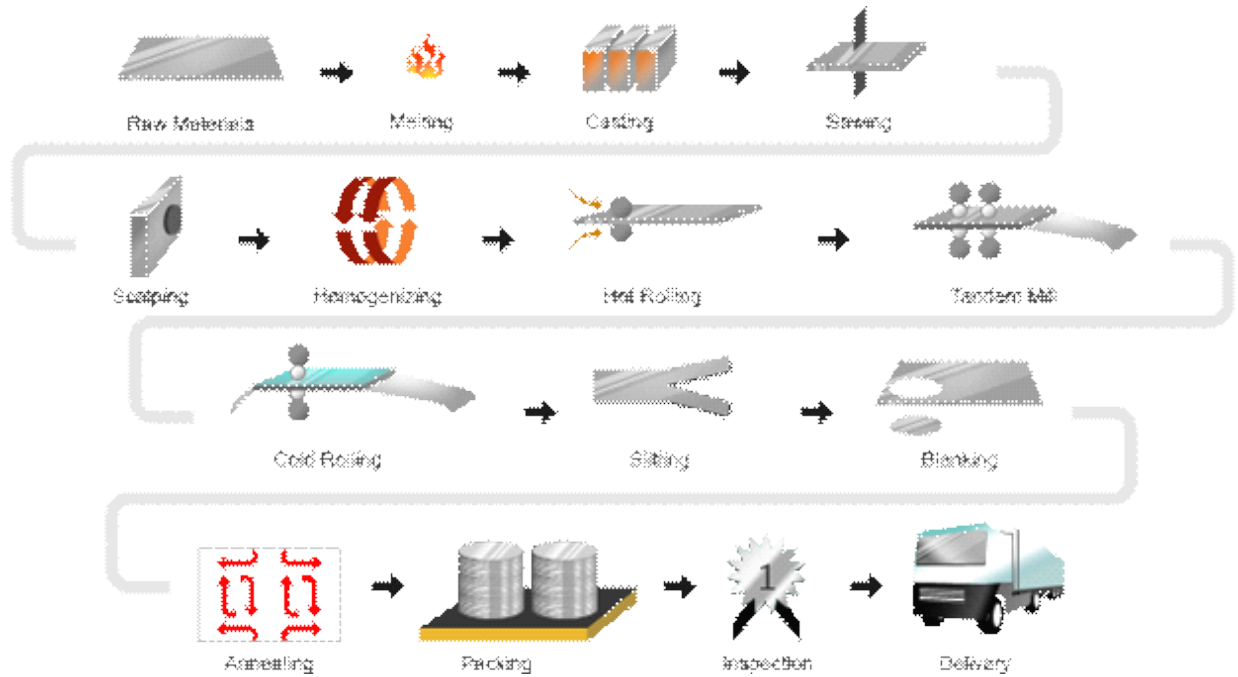 Raw Materials
Melting
Casting
Sawing
Scalping
Homogenizing
Hot Rolling
Tandem Mill
Cold Rolling
Slitting
Blanking
1
Annealing
Packing
Inspection
Delivery